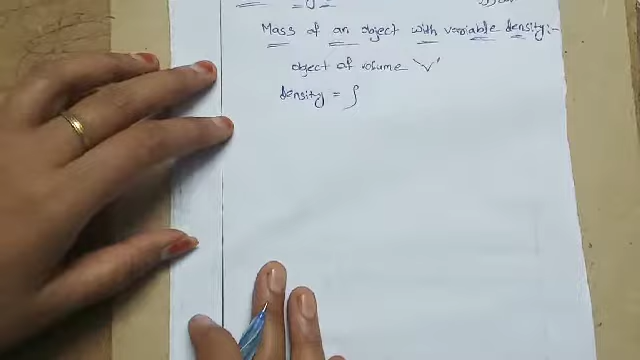 Mass of an object with variable density:-
object of volume 'V'
density = ρ